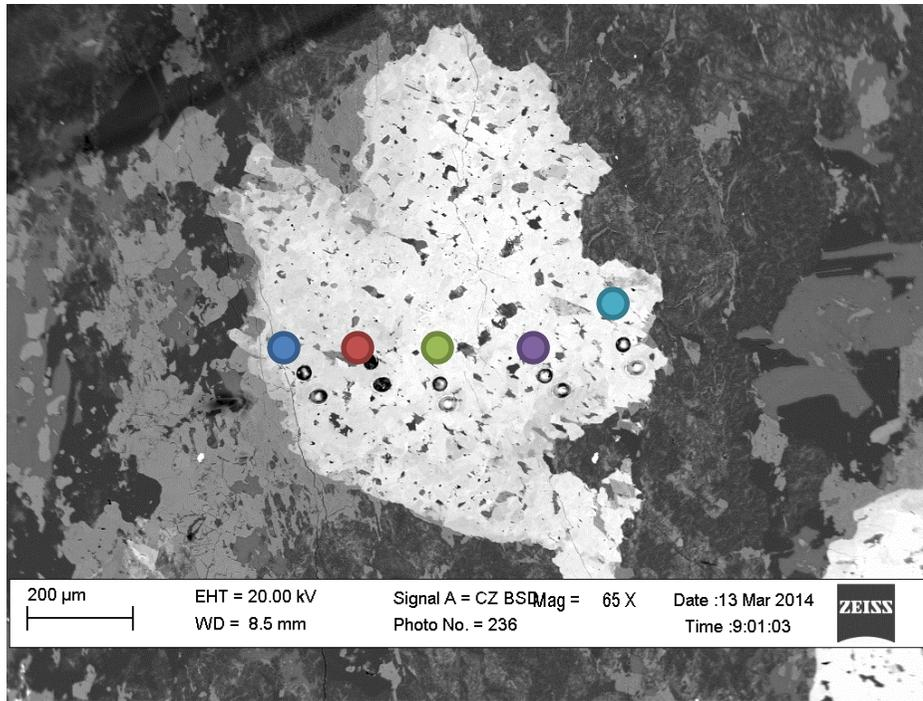 200 µm
EHT = 20.00 kV
WD = 8.5 mm
Signal A = CZ BSD
Photo No. = 236
Mag = 65 X
Date :13 Mar 2014
Time :9:01:03
ZEISS